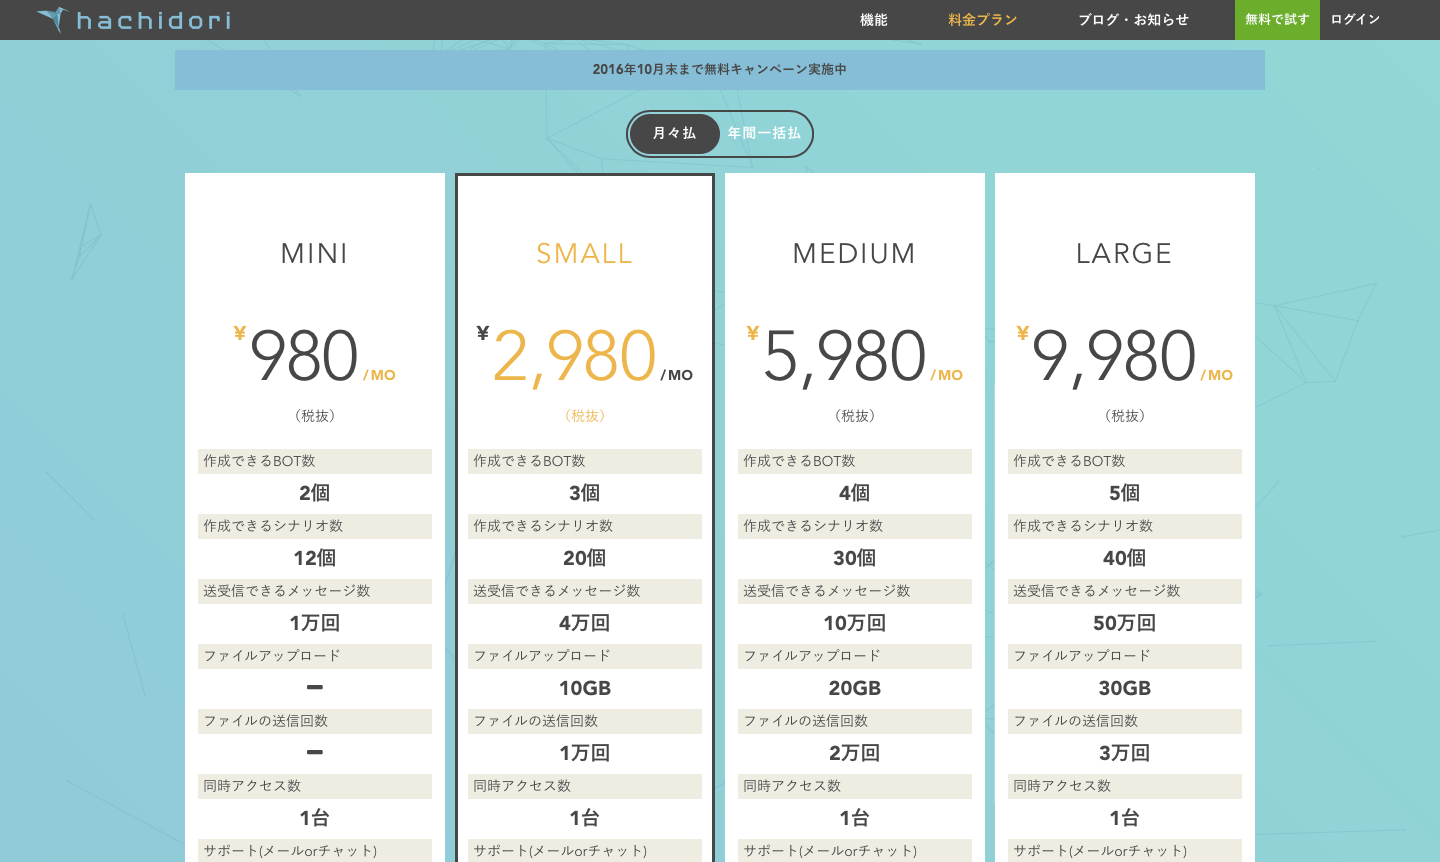 hachidori
機能
料金プラン
ブログ・お知らせ
無料で試す
ログイン
2016年10月末まで無料キャンペーン実施中
月々払
年間一括払
MINI
¥980/MO
（税抜）
作成できるBOT数
2個
作成できるシナリオ数
12個
送受信できるメッセージ数
1万回
ファイルアップロード
ー
ファイルの送信回数
ー
同時アクセス数
1台
サポート(メールorチャット)
SMALL
¥2,980/MO
（税抜）
作成できるBOT数
3個
作成できるシナリオ数
20個
送受信できるメッセージ数
4万回
ファイルアップロード
10GB
ファイルの送信回数
1万回
同時アクセス数
1台
サポート(メールorチャット)
MEDIUM
¥5,980/MO
（税抜）
作成できるBOT数
4個
作成できるシナリオ数
30個
送受信できるメッセージ数
10万回
ファイルアップロード
20GB
ファイルの送信回数
2万回
同時アクセス数
1台
サポート(メールorチャット)
LARGE
¥9,980/MO
（税抜）
作成できるBOT数
5個
作成できるシナリオ数
40個
送受信できるメッセージ数
50万回
ファイルアップロード
30GB
ファイルの送信回数
3万回
同時アクセス数
1台
サポート(メールorチャット)